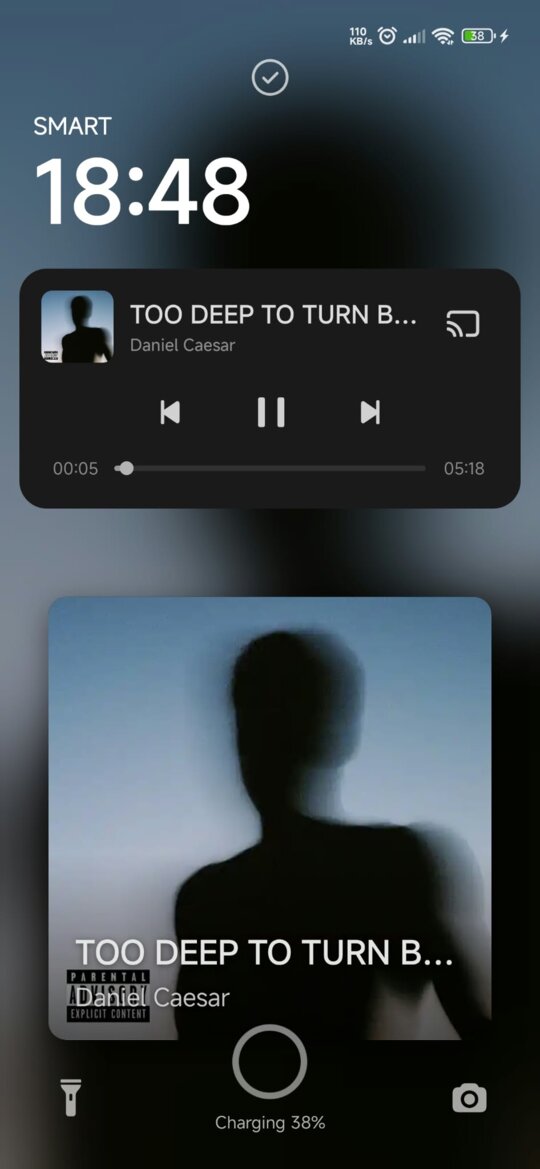 110
KB/s
38
SMART
18:48
TOO DEEP TO TURN B...
Daniel Caesar
00:05
05:18
TOO DEEP TO TURN B...
PARENTAL
ADVISORY
Daniel Caesar
EXPLICIT CONTENT
Charging 38%